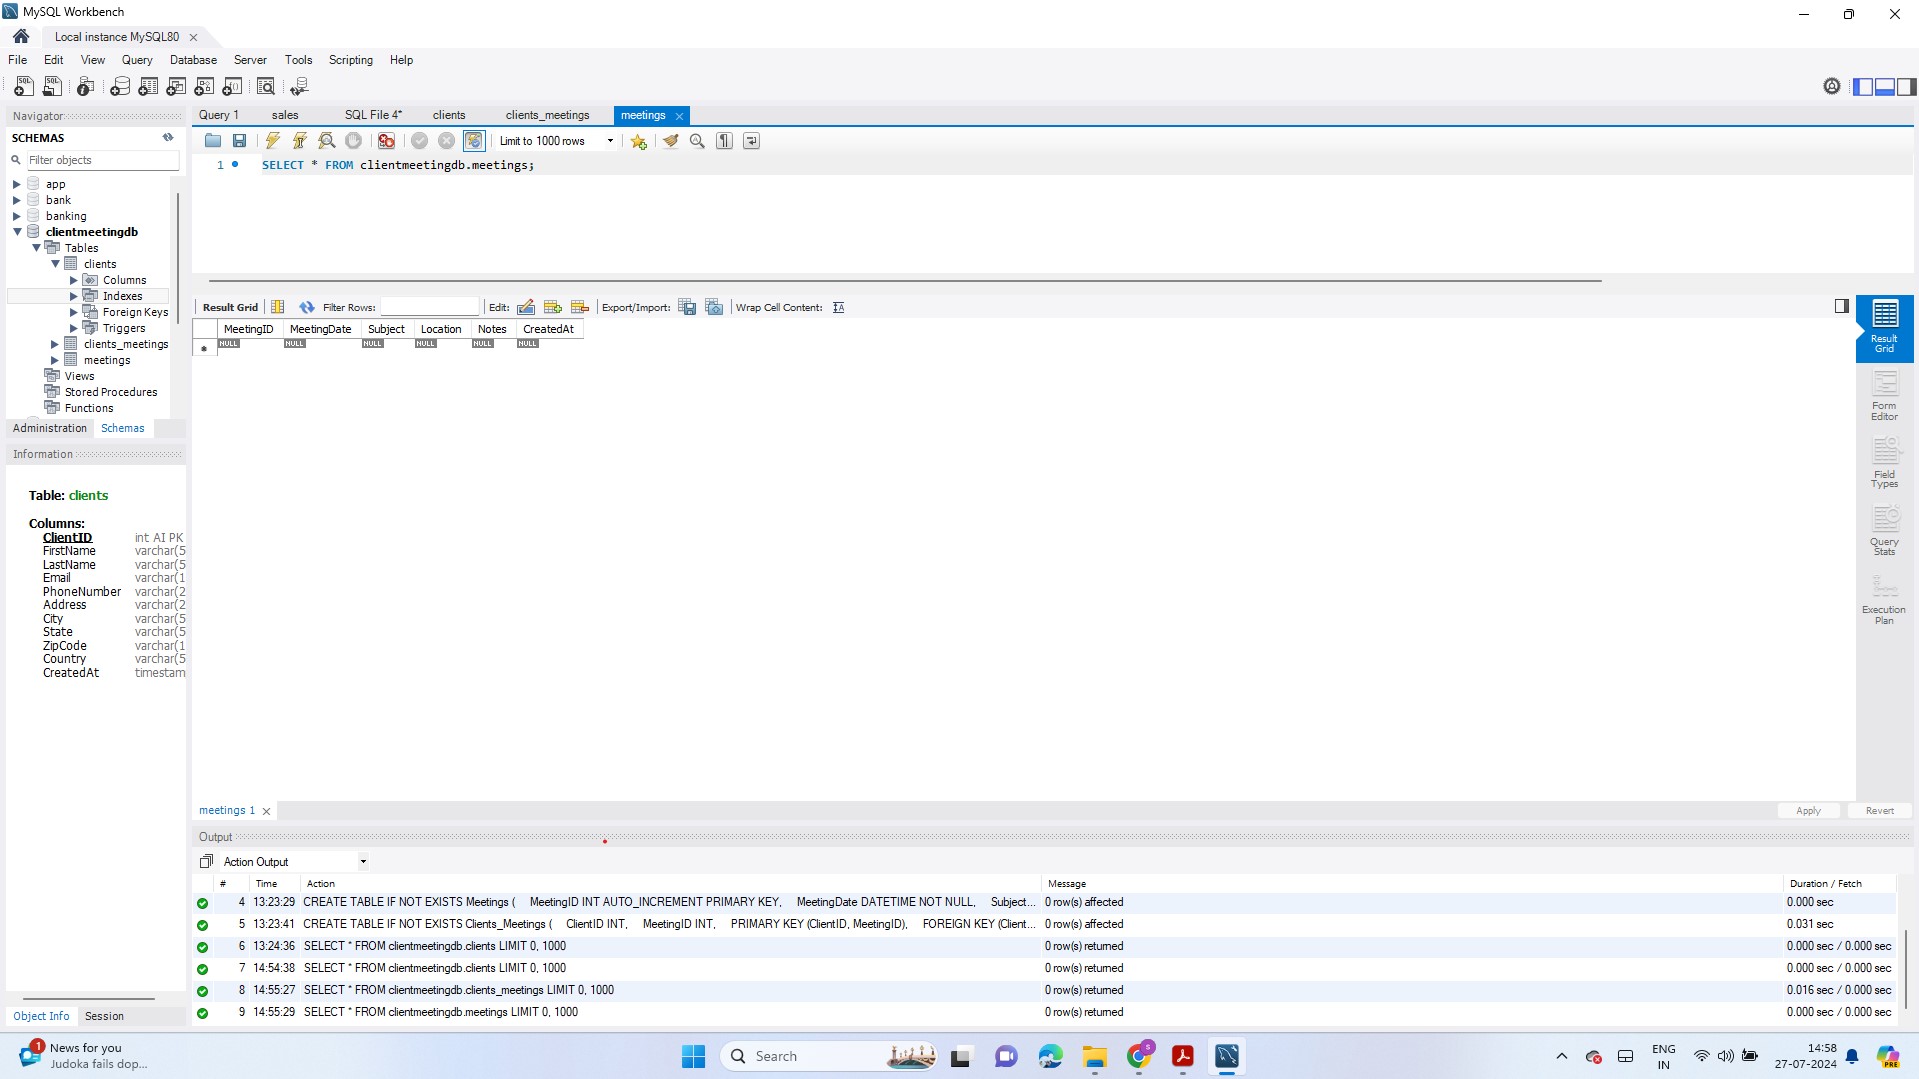 MySQL Workbench
Local instance MySQL80
File Edit View Query Database Server Tools Scripting Help
Navigator
SCHEMAS
Filter objects
app
bank
banking
clientmeetingdb
Tables
clients
Columns
Indexes
Foreign Keys
Triggers
clients_meetings
meetings
Views
Stored Procedures
Functions
Administration Schemas
Information
Table: clients
Columns:
ClientID int AI PK
FirstName varchar(5
LastName varchar(5
Email varchar(1
PhoneNumber varchar(2
Address varchar(2
City varchar(5
State varchar(5
ZipCode varchar(1
Country varchar(5
CreatedAt timestam
Object Info Session
Query 1 sales SQL File 4* clients clients_meetings meetings
Limit to 1000 rows
1 SELECT * FROM clientmeetingdb.meetings;
Result Grid Filter Rows: Edit: Export/Import: Wrap Cell Content:
MeetingID MeetingDate Subject Location Notes CreatedAt
NULL NULL NULL NULL NULL NULL
Result
Grid
Form
Editor
Field
Types
Query
Stats
Execution
Plan
meetings 1
Apply Revert
Output
Action Output
# Time Action Message Duration / Fetch
4 13:23:29 CREATE TABLE IF NOT EXISTS Meetings ( MeetingID INT AUTO_INCREMENT PRIMARY KEY, MeetingDate DATETIME NOT NULL, Subject... 0 row(s) affected 0.000 sec
5 13:23:41 CREATE TABLE IF NOT EXISTS Clients_Meetings ( ClientID INT, MeetingID INT, PRIMARY KEY (ClientID, MeetingID), FOREIGN KEY (Client... 0 row(s) affected 0.031 sec
6 13:24:36 SELECT * FROM clientmeetingdb.clients LIMIT 0, 1000 0 row(s) returned 0.000 sec / 0.000 sec
7 14:54:38 SELECT * FROM clientmeetingdb.clients LIMIT 0, 1000 0 row(s) returned 0.000 sec / 0.000 sec
8 14:55:27 SELECT * FROM clientmeetingdb.clients_meetings LIMIT 0, 1000 0 row(s) returned 0.016 sec / 0.000 sec
9 14:55:29 SELECT * FROM clientmeetingdb.meetings LIMIT 0, 1000 0 row(s) returned 0.000 sec / 0.000 sec
1
News for you
Judoka fails dop...
Search
S
ENG
IN
14:58
27-07-2024
PRE